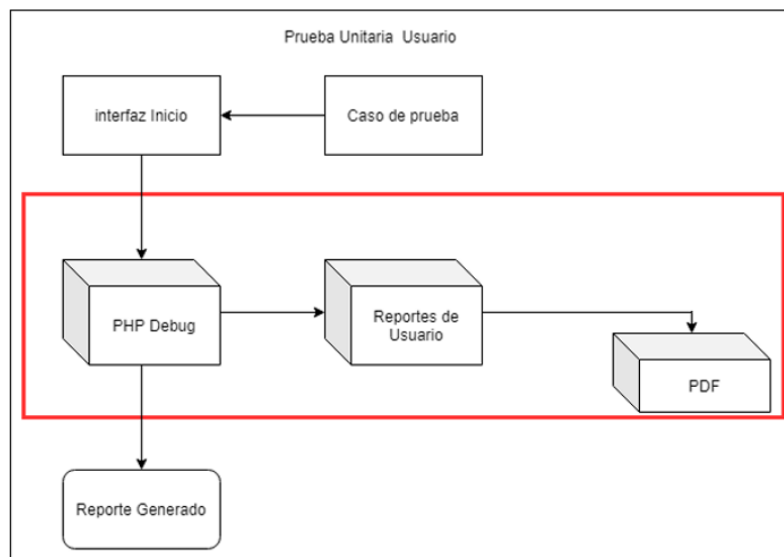 Prueba Unitaria Usuario
interfaz Inicio
Caso de prueba
PHP Debug
Reportes de
Usuario
PDF
Reporte Generado